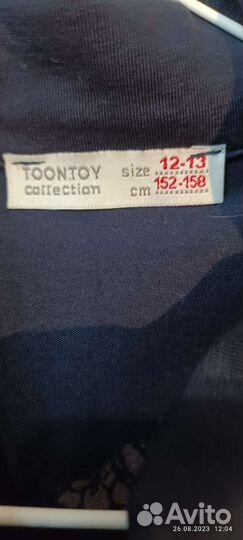 TOONTOY size 12-13
collection cm 152-158
Avito
26.08.2023 12:04